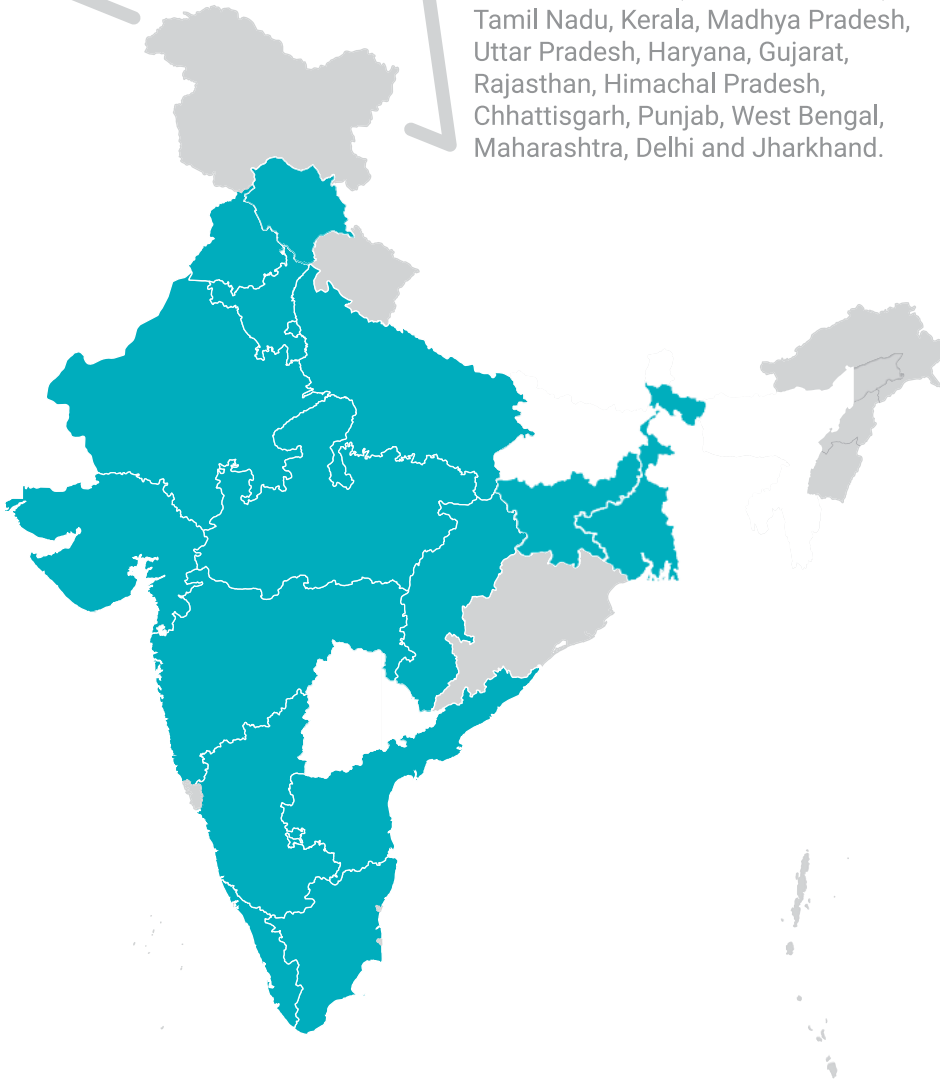 Tamil Nadu, Kerala, Madhya Pradesh,
Uttar Pradesh, Haryana, Gujarat,
Rajasthan, Himachal Pradesh,
Chhattisgarh, Punjab, West Bengal,
Maharashtra, Delhi and Jharkhand.